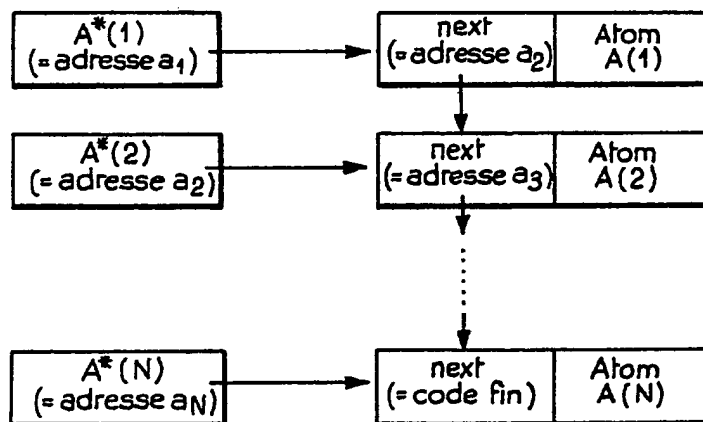 A*(1)
(=adresse a₁)
next
(=adresse a₂)
Atom
A(1)
A*(2)
(=adresse a₂)
next
(=adresse a₃)
Atom
A(2)
A*(N)
(=adresse aN)
next
(=code fin)
Atom
A(N)